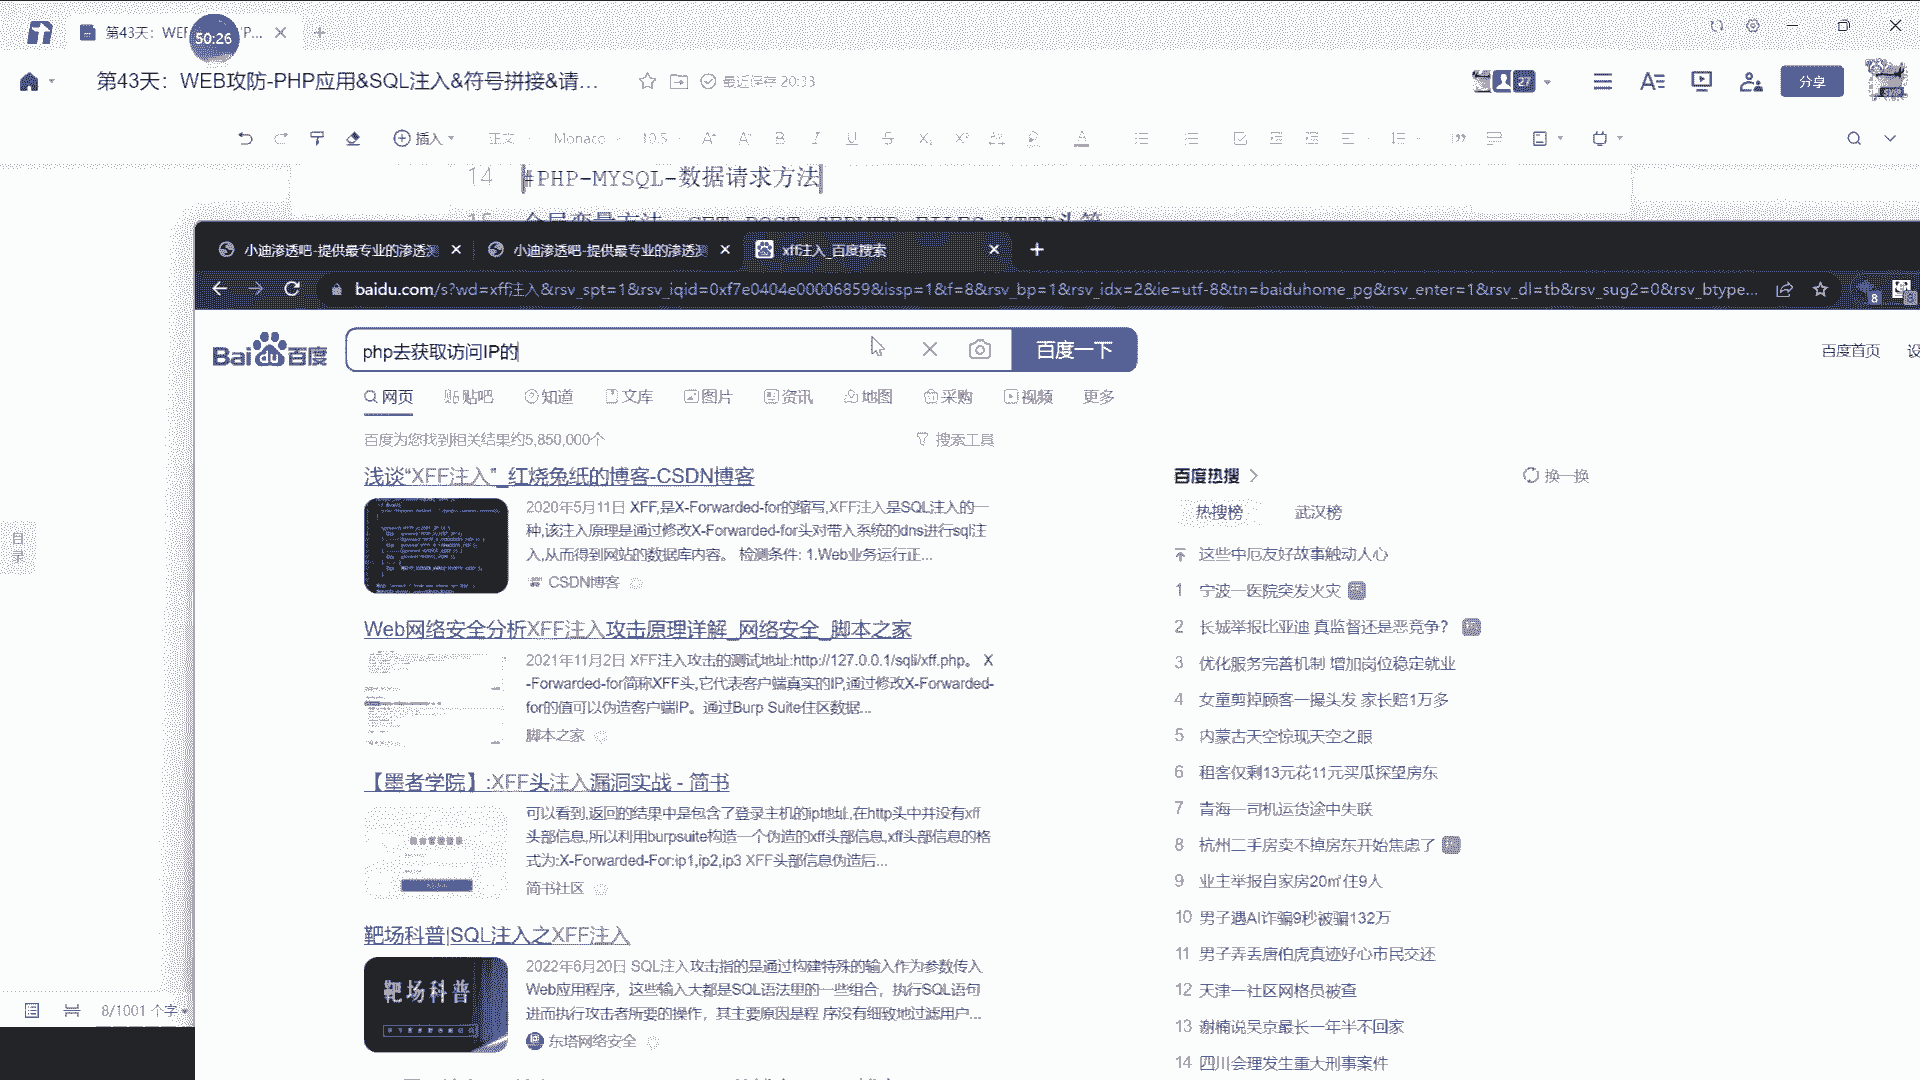 第43天：WEB
50:26
P...
第43天：WEB攻防-PHP应用&SQL注入&符号拼接&请...
最近保存 20:33
27
分享
SVIP
插入
正文
Monaco
10.5
14 #PHP-MYSQL-数据请求方法
15 全局变量方法：GET POST SERVER FILES HTTP头等
小迪渗透吧-提供最专业的渗透测
小迪渗透吧-提供最专业的渗透测
xff注入_百度搜索
baidu.com/s?wd=xff注入&rsv_spt=1&rsv_iqid=0xf7e0404e00006859&issp=1&f=8&rsv_bp=1&rsv_idx=2&ie=utf-8&tn=baiduhome_pg&rsv_enter=1&rsv_dl=tb&rsv_sug2=0&rsv_btype...
8
Bai du 百度
php去获取访问IP的
百度一下
百度首页
设
网页 贴吧 知道 文库 图片 资讯 地图 采购 视频 更多
百度为您找到相关结果约5,850,000个
搜索工具
浅谈“XFF注入”_红烧兔纸的博客-CSDN博客
2020年5月11日 XFF,是X-Forwarded-for的缩写,XFF注入是SQL注入的一
种,该注入原理是通过修改X-Forwarded-for头对带入系统的dns进行sql注
入,从而得到网站的数据库内容。 检测条件: 1.Web业务运行正...
CSDN博客
Web网络安全分析XFF注入攻击原理详解_网络安全_脚本之家
2021年11月2日 XFF注入攻击的测试地址:http://127.0.0.1/sqli/xff.php。 X
-Forwarded-for简称XFF头,它代表客户端真实的IP,通过修改X-Forwarded-
for的值可以伪造客户端IP。通过Burp Suite住区数据...
脚本之家
【墨者学院】:XFF头注入漏洞实战 - 简书
可以看到,返回的结果中是包含了登录主机的ip地址,在http头中并没有xff
头部信息,所以利用burpsuite构造一个伪造的xff头部信息,xff头部信息的格
式为:X-Forwarded-For:ip1,ip2,ip3 XFF头部信息伪造后...
简书社区
靶场科普|SQL注入之XFF注入
靶场科普
2022年6月20日 SQL注入攻击指的是通过构建特殊的输入作为参数传入
Web应用程序，这些输入大都是SQL语法里的一些组合，执行SQL语句
进而执行攻击者所要的操作，其主要原因是程 序没有细致地过滤用户...
东塔网络安全
百度热搜
换一换
热搜榜
武汉榜
这些中厄友好故事触动人心
1 宁波一医院突发火灾
2 长城举报比亚迪 真监督还是恶竞争?
3 优化服务完善机制 增加岗位稳定就业
4 女童剪掉顾客一撮头发 家长赔1万多
5 内蒙古天空惊现天空之眼
6 租客仅剩13元花11元买瓜探望房东
7 青海一司机运货途中失联
8 杭州二手房卖不掉房东开始焦虑了
9 业主举报自家房20㎡住9人
10 男子遇AI诈骗9秒被骗132万
11 男子弄丢唐伯虎真迹好心市民交还
12 天津一社区网格员被查
13 谢楠说吴京最长一年半不回家
14 四川会理发生重大刑事案件
目录
8/1001 个字